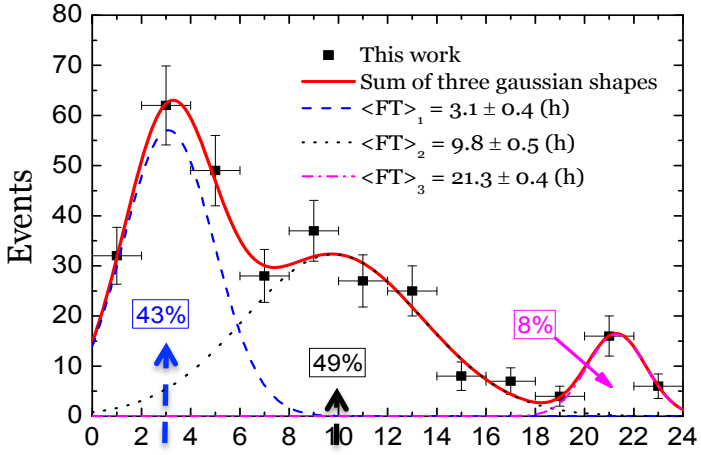 80
70
60
50
40
30
20
10
0
Events
This work
Sum of three gaussian shapes
<FT>₁ = 3.1 ± 0.4 (h)
<FT>₂ = 9.8 ± 0.5 (h)
<FT>₃ = 21.3 ± 0.4 (h)
43%
49%
8%
0 2 4 6 8 10 12 14 16 18 20 22 24